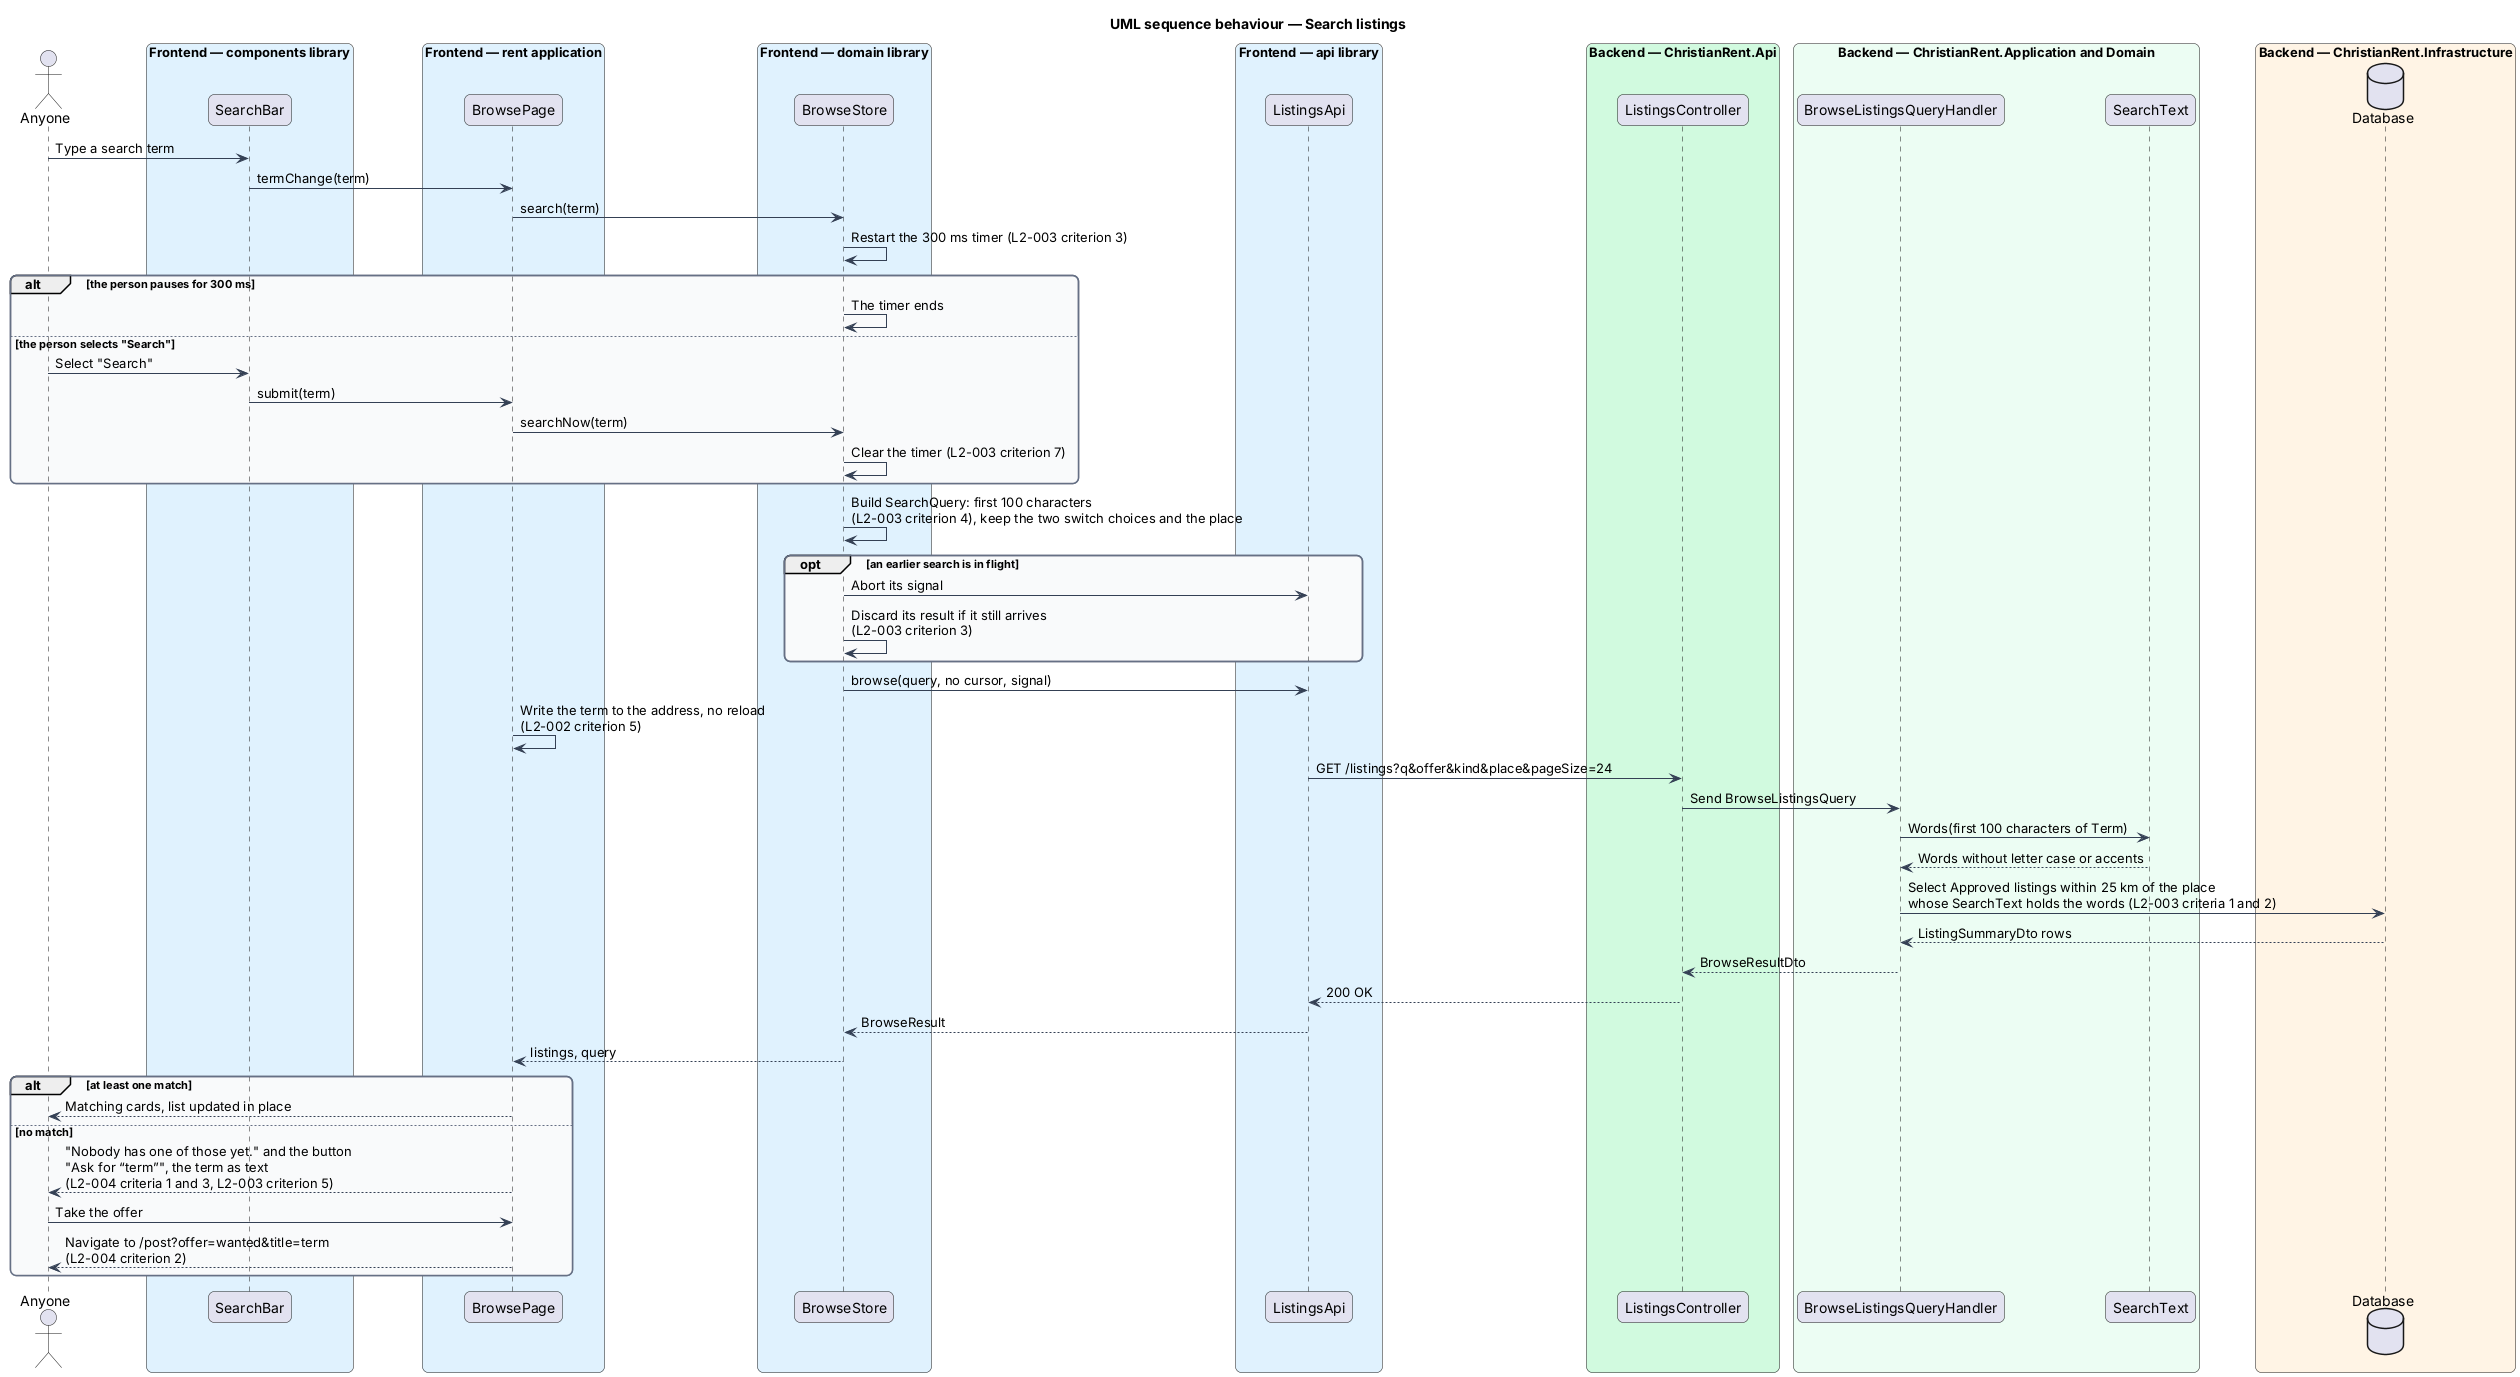 UML sequence behaviour — Search listings
Frontend — components library
Frontend — rent application
Frontend — domain library
Frontend — api library
Backend — ChristianRent.Api
Backend — ChristianRent.Application and Domain
Backend — ChristianRent.Infrastructure
Anyone
SearchBar
BrowsePage
BrowseStore
ListingsApi
ListingsController
BrowseListingsQueryHandler
SearchText
Database
Type a search term
termChange(term)
search(term)
Restart the 300 ms timer (L2-003 criterion 3)
alt
[the person pauses for 300 ms]
The timer ends
[the person selects "Search"]
Select "Search"
submit(term)
searchNow(term)
Clear the timer (L2-003 criterion 7)
Build SearchQuery: first 100 characters
(L2-003 criterion 4), keep the two switch choices and the place
opt
[an earlier search is in flight]
Abort its signal
Discard its result if it still arrives
(L2-003 criterion 3)
browse(query, no cursor, signal)
Write the term to the address, no reload
(L2-002 criterion 5)
GET /listings?q&offer&kind&place&pageSize=24
Send BrowseListingsQuery
Words(first 100 characters of Term)
Words without letter case or accents
Select Approved listings within 25 km of the place
whose SearchText holds the words (L2-003 criteria 1 and 2)
ListingSummaryDto rows
BrowseResultDto
200 OK
BrowseResult
listings, query
alt
[at least one match]
Matching cards, list updated in place
[no match]
"Nobody has one of those yet." and the button
"Ask for “term”", the term as text
(L2-004 criteria 1 and 3, L2-003 criterion 5)
Take the offer
Navigate to /post?offer=wanted&title=term
(L2-004 criterion 2)
Anyone
SearchBar
BrowsePage
BrowseStore
ListingsApi
ListingsController
BrowseListingsQueryHandler
SearchText
Database